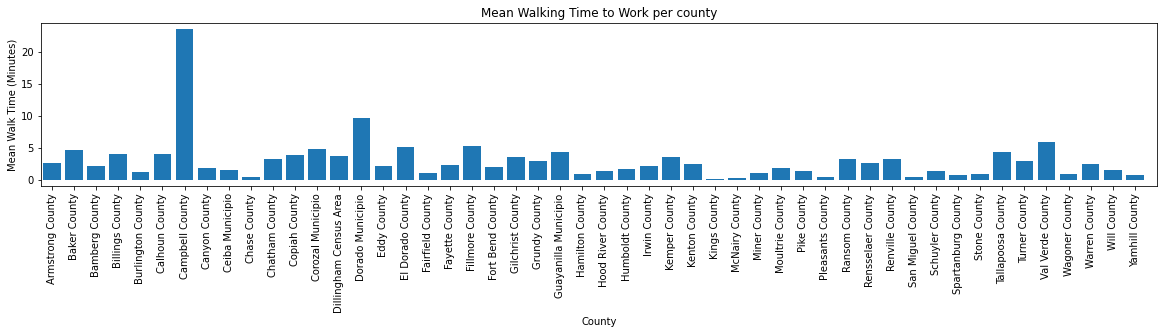 Mean Walking Time to Work per county
Mean Walk Time (Minutes)
20
15
10
5
0
Armstrong County
Baker County
Bamberg County
Billings County
Burlington County
Calhoun County
Campbell County
Canyon County
Ceiba Municipio
Chase County
Chatham County
Copiah County
Corozal Municipio
Dillingham Census Area
Dorado Municipio
Eddy County
El Dorado County
Fairfield County
Fayette County
Fillmore County
Fort Bend County
Gilchrist County
Grundy County
Guayanilla Municipio
Hamilton County
Hood River County
Humboldt County
Irwin County
Kemper County
Kenton County
Kings County
McNairy County
Miner County
Moultrie County
Pike County
Pleasants County
Ransom County
Rensselaer County
Renville County
San Miguel County
Schuyler County
Spartanburg County
Stone County
Tallapoosa County
Turner County
Val Verde County
Wagoner County
Warren County
Will County
Yamhill County
County